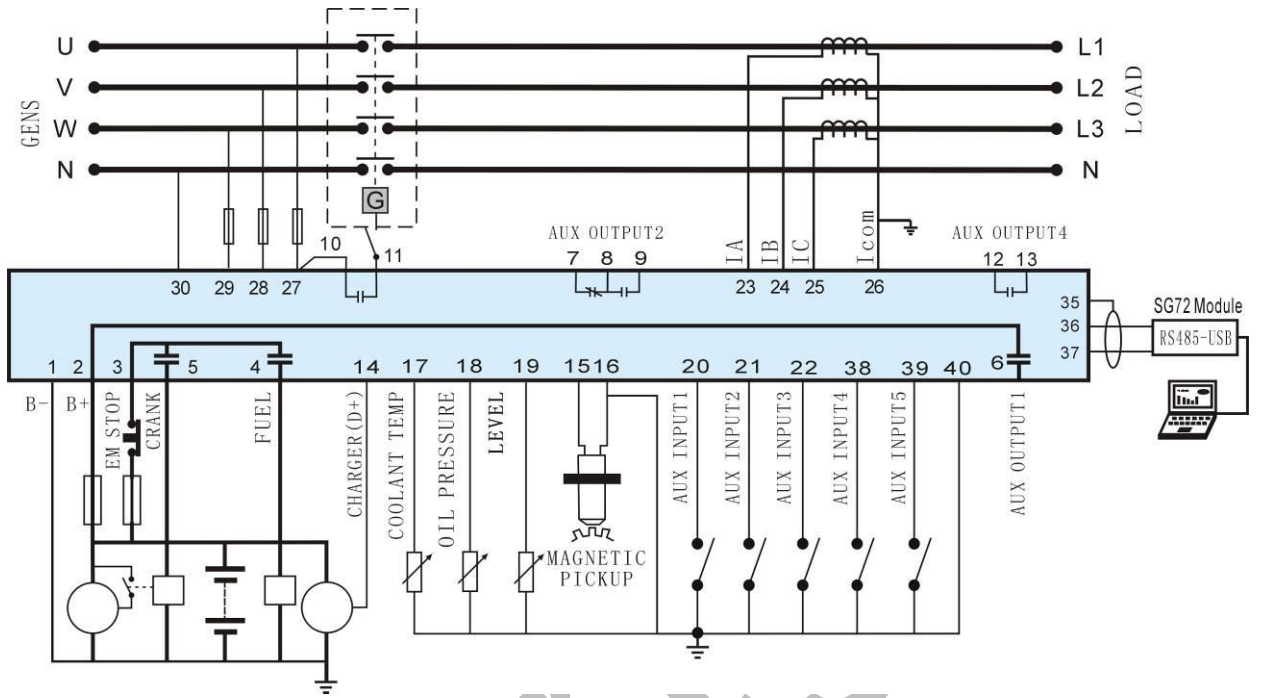 U L1
V L2
W L3
N N
GENS
LOAD
G
10
11
AUX OUTPUT2
7 8 9
IA
IB
IC
Icom
AUX OUTPUT4
12 13
30 29 28 27 23 24 25 26
35
36
37
SG72 Module
RS485-USB
1 2 3 5 4 14 17 18 19 15 16 20 21 22 38 39 40 6
B- B+
EM STOP
CRANK
FUEL
CHARGER(D+)
COOLANT TEMP
OIL PRESSURE
LEVEL
MAGNETIC
PICKUP
AUX INPUT1
AUX INPUT2
AUX INPUT3
AUX INPUT4
AUX INPUT5
AUX OUTPUT1